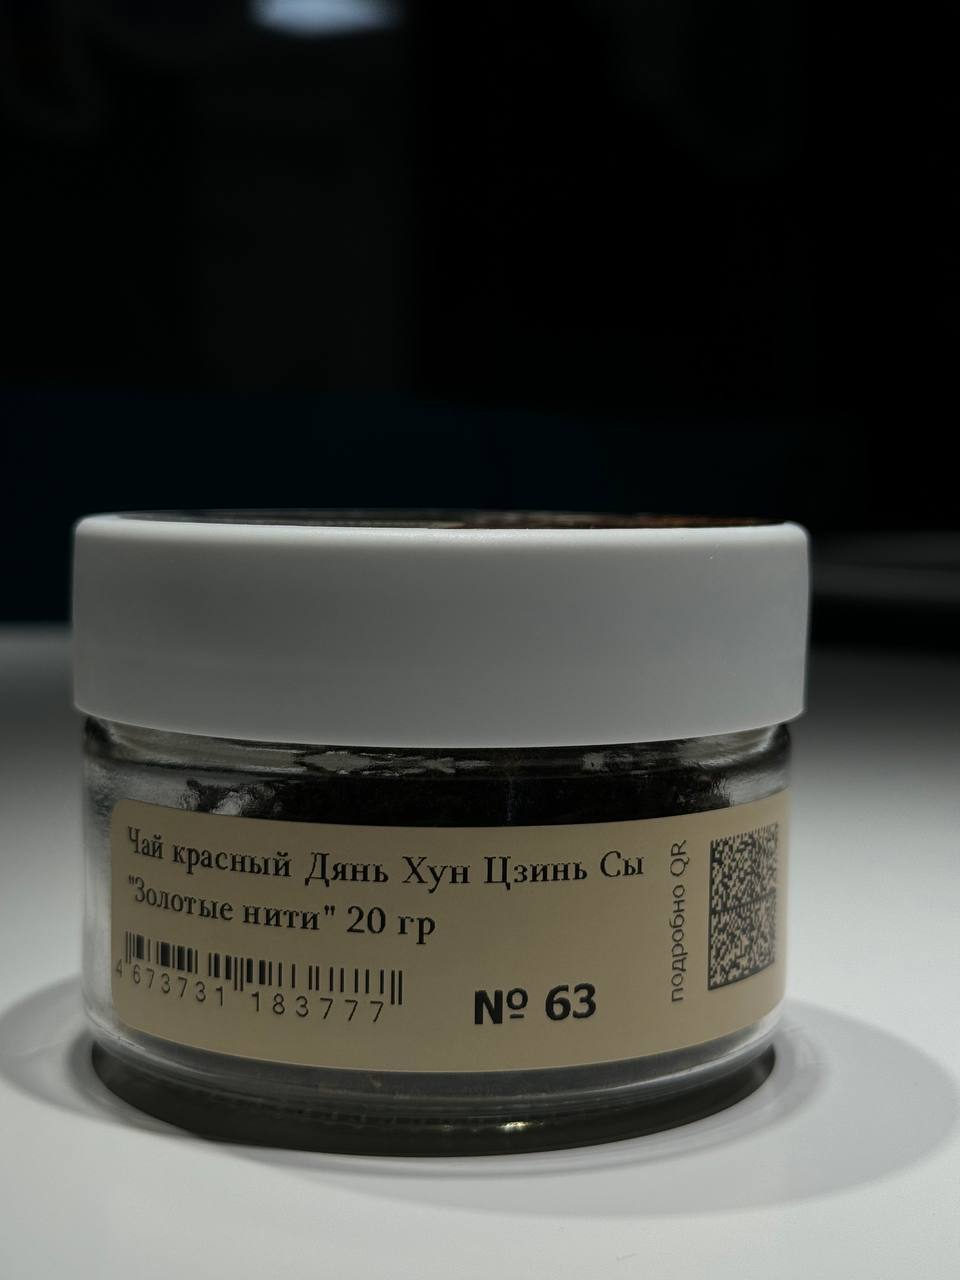 Чай красный Дянь Хун Цзинь Сы
"Золотые нити" 20 гр
4 673731 183777
№ 63
подробно QR